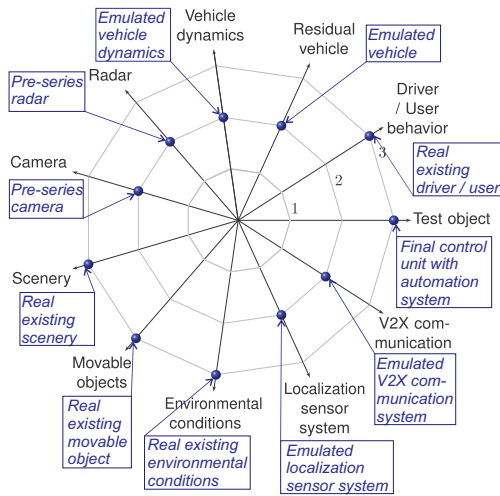 Emulated
vehicle
dynamics
Vehicle
dynamics
Residual
vehicle
Emulated
vehicle
Pre-series
radar
Radar
Driver
/ User
behavior
3
Real
existing
driver / user
Camera
Pre-series
camera
2
1
Test object
Final control
unit with
automation
system
Scenery
Real
existing
scenery
V2X com-
munication
Emulated
V2X com-
munication
system
Movable
objects
Real
existing
movable
object
Environmental
conditions
Real existing
environmental
conditions
Localization
sensor
system
Emulated
localization
sensor system